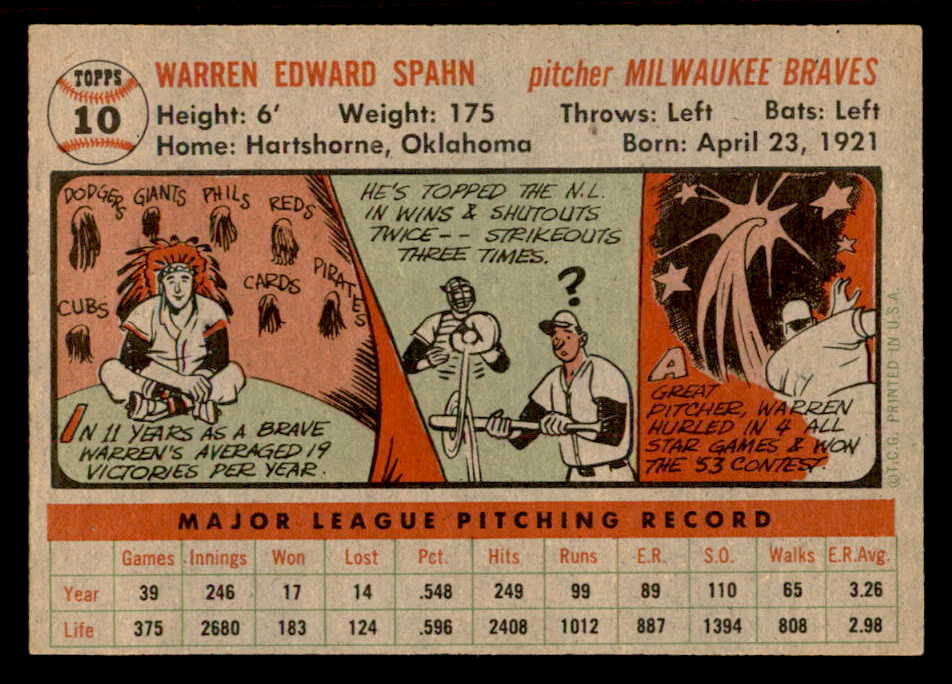 TOPPS
10
WARREN EDWARD SPAHN pitcher MILWAUKEE BRAVES
Height: 6' Weight: 175 Throws: Left Bats: Left
Home: Hartshorne, Oklahoma Born: April 23, 1921
DODGERS GIANTS PHILS REDS
CUBS CARDS PIRATES
IN 11 YEARS AS A BRAVE
WARREN'S AVERAGED 19
VICTORIES PER YEAR.
HE'S TOPPED THE N.L.
IN WINS & SHUTOUTS
TWICE -- STRIKEOUTS
THREE TIMES.
?
A
GREAT
PITCHER, WARREN
HURLED IN 4 ALL
STAR GAMES & WON
THE '53 CONTEST.
©T.C.G. PRINTED IN U.S.A.
MAJOR LEAGUE PITCHING RECORD
Games Innings Won Lost Pct. Hits Runs E.R. S.O. Walks E.R.Avg.
Year 39 246 17 14 .548 249 99 89 110 65 3.26
Life 375 2680 183 124 .596 2408 1012 887 1394 808 2.98